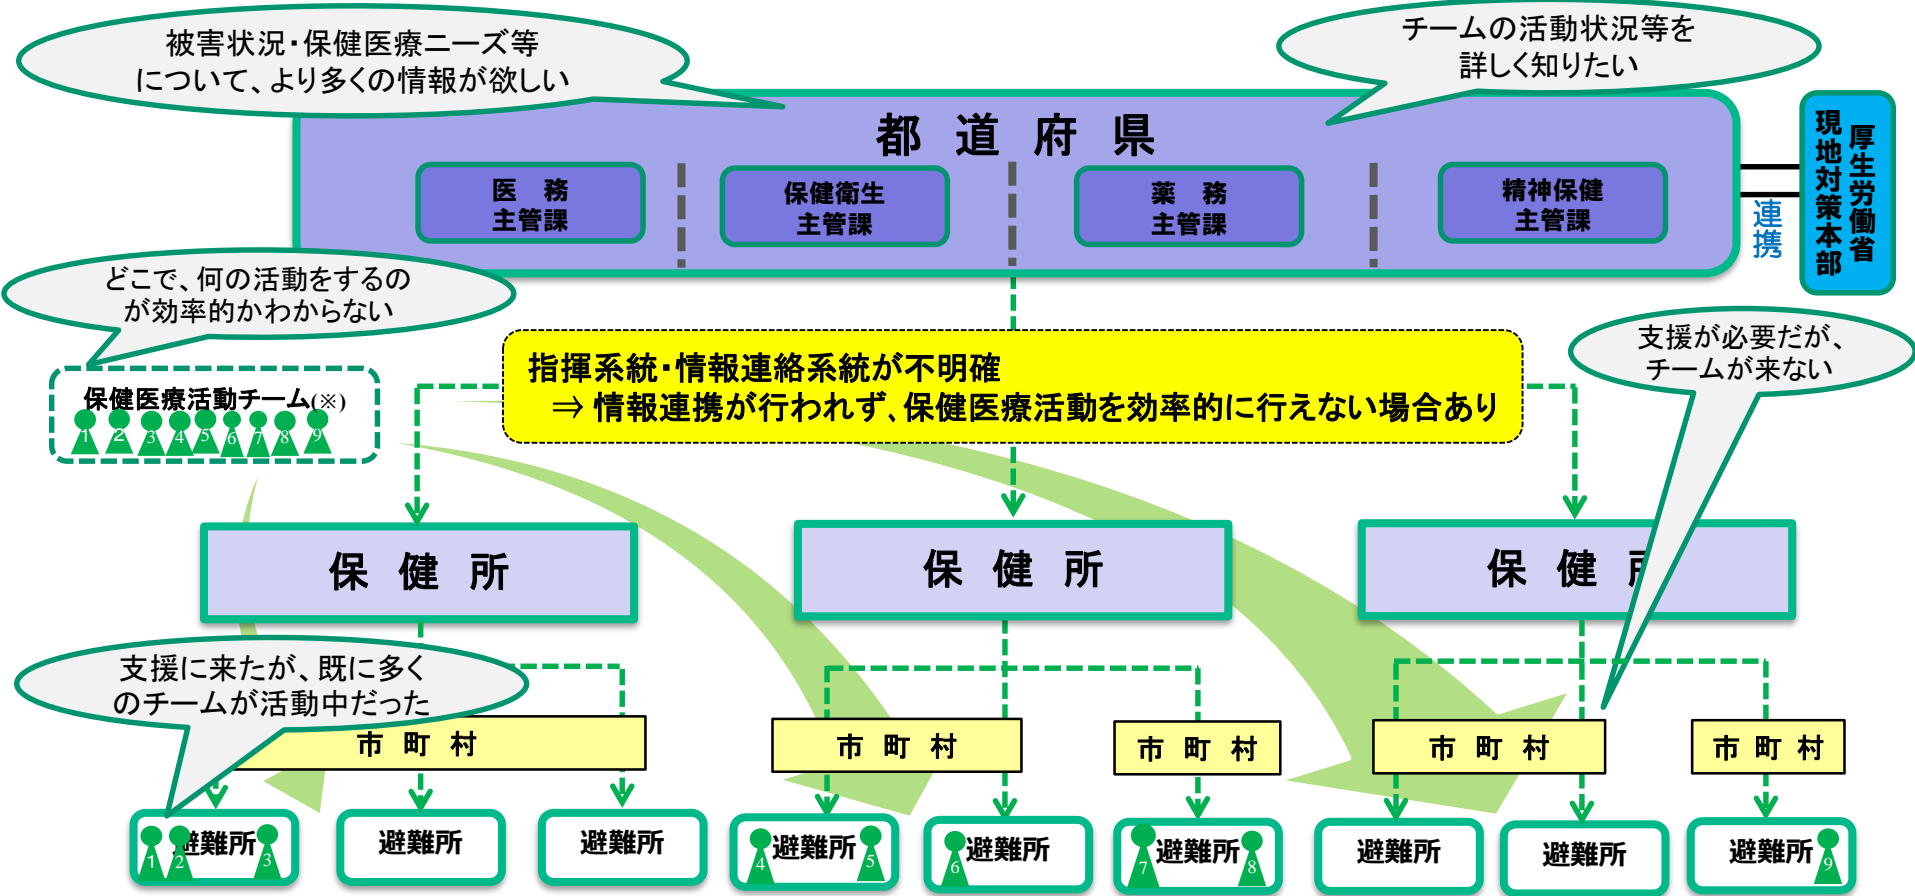 被害状況・保健医療ニーズ等
について、より多くの情報が欲しい
チームの活動状況等を
詳しく知りたい
都道府県
医務
主管課
保健衛生
主管課
薬務
主管課
精神保健
主管課
連携
厚生労働省
現地対策本部
どこで、何の活動をするの
が効率的かわからない
保健医療活動チーム(※)
1 2 3 4 5 6 7 8 9
指揮系統・情報連絡系統が不明確
⇒ 情報連携が行われず、保健医療活動を効率的に行えない場合あり
支援が必要だが、
チームが来ない
保健所
保健所
保健所
支援に来たが、既に多く
のチームが活動中だった
市町村
市町村
市町村
市町村
市町村
1 2 避難所 3
避難所
避難所
4 避難所 5
6 避難所
7 避難所 8
避難所
避難所
避難所 9